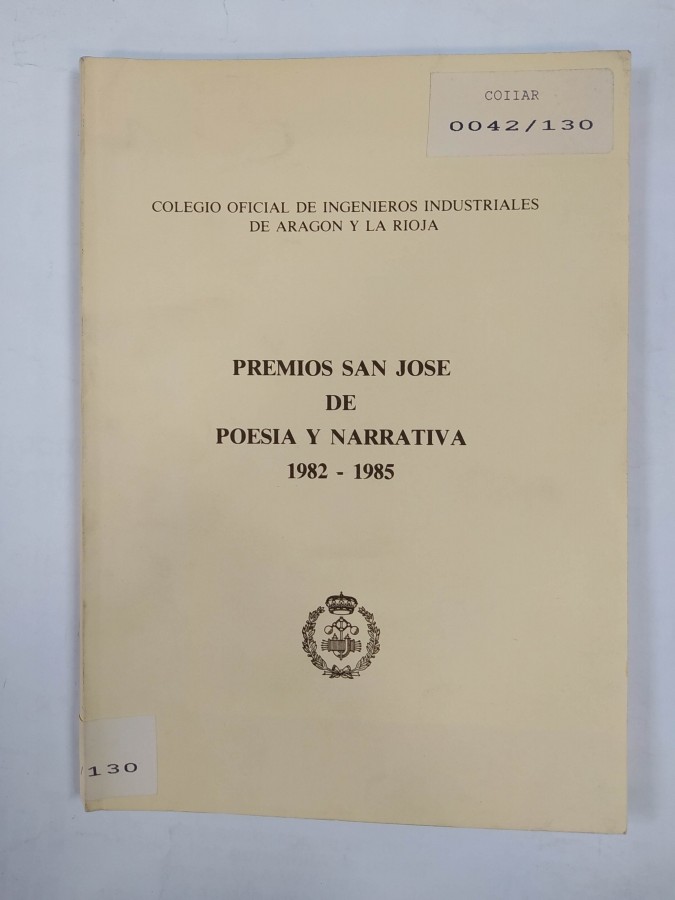 COIIAR
0042/130
COLEGIO OFICIAL DE INGENIEROS INDUSTRIALES
DE ARAGON Y LA RIOJA
PREMIOS SAN JOSE
DE
POESIA Y NARRATIVA
1982 - 1985
/130